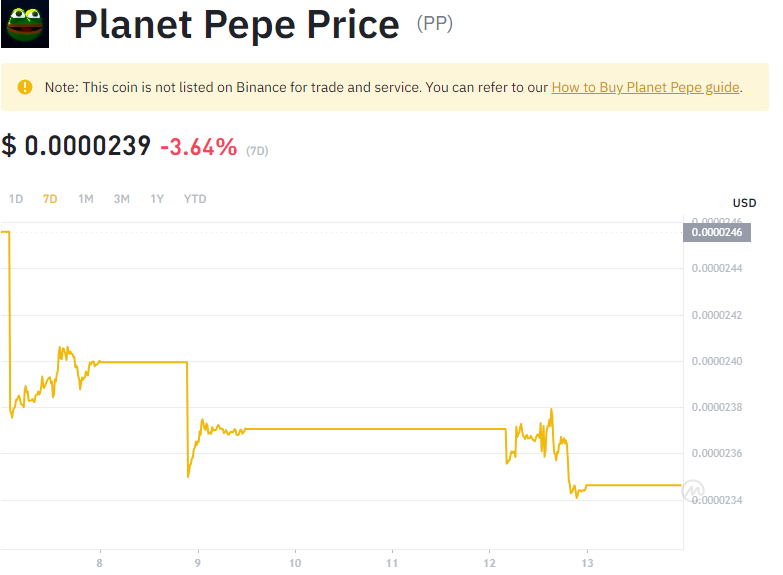 Planet Pepe Price (PP)
Note: This coin is not listed on Binance for trade and service. You can refer to our How to Buy Planet Pepe guide.
$ 0.0000239 -3.64% (7D)
1D 7D 1M 3M 1Y YTD
USD
0.0000246
0.0000246
0.0000244
0.0000242
0.0000240
0.0000238
0.0000236
0.0000234
8 9 10 11 12 13